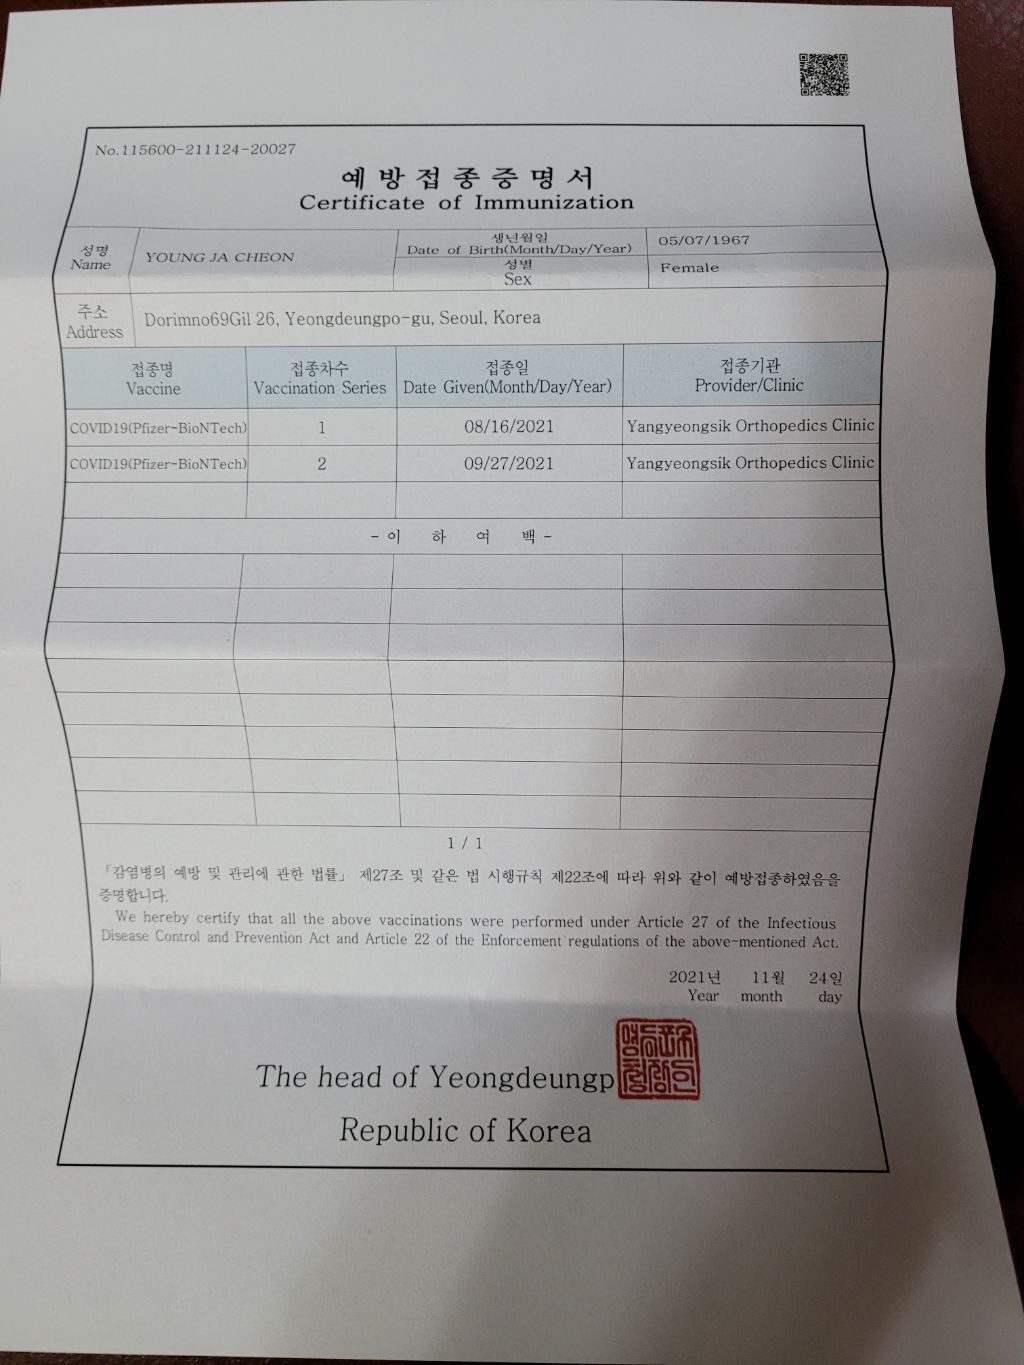 No.115600-211124-20027
예방접종증명서
Certificate of Immunization
성명
Name
YOUNG JA CHEON
생년월일
Date of Birth(Month/Day/Year)
05/07/1967
성별
Sex
Female
주소
Address
Dorimno69Gil 26, Yeongdeungpo-gu, Seoul, Korea
접종명 접종차수 접종일 접종기관
Vaccine Vaccination Series Date Given(Month/Day/Year) Provider/Clinic
COVID19(Pfizer-BioNTech) 1 08/16/2021 Yangyeongsik Orthopedics Clinic
COVID19(Pfizer-BioNTech) 2 09/27/2021 Yangyeongsik Orthopedics Clinic
- 이 하 여 백 -
1 / 1
「감염병의 예방 및 관리에 관한 법률」 제27조 및 같은 법 시행규칙 제22조에 따라 위와 같이 예방접종하였음을
증명합니다.
We hereby certify that all the above vaccinations were performed under Article 27 of the Infectious
Disease Control and Prevention Act and Article 22 of the Enforcement regulations of the above-mentioned Act.
2021년 11월 24일
Year month day
The head of Yeongdeungp
Republic of Korea